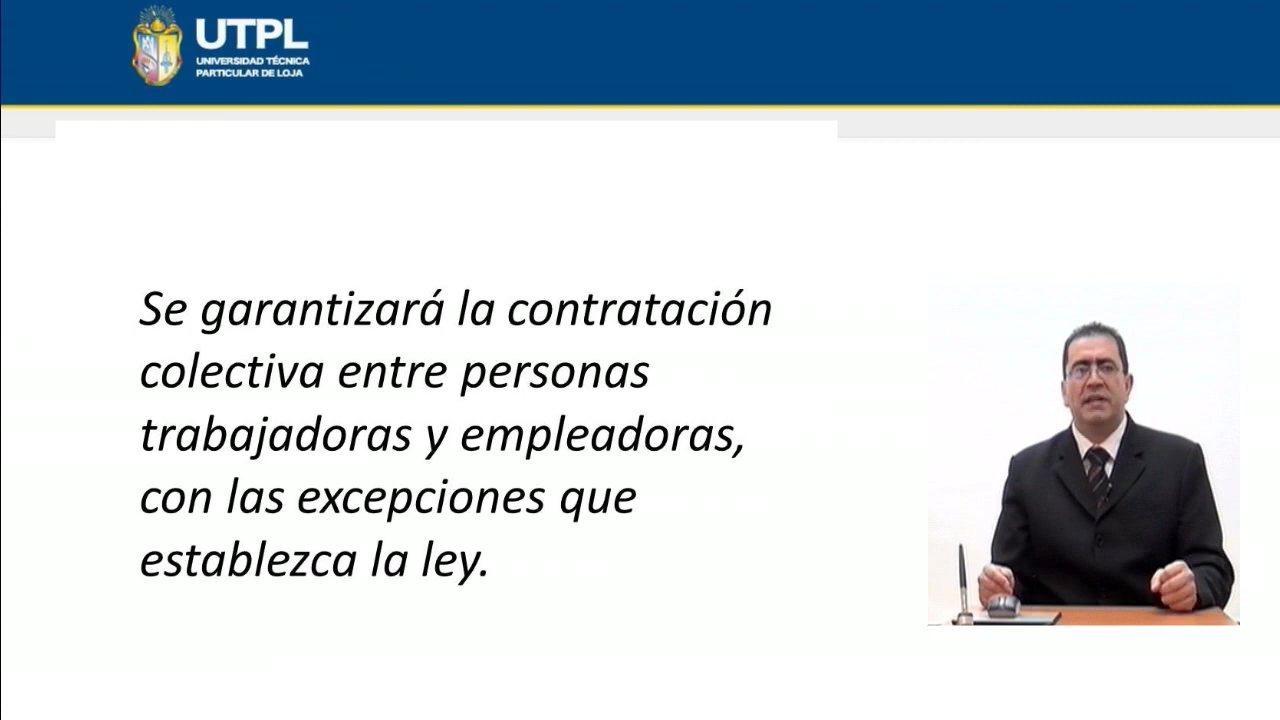 UTPL
UNIVERSIDAD TÉCNICA
PARTICULAR DE LOJA
Se garantizará la contratación
colectiva entre personas
trabajadoras y empleadoras,
con las excepciones que
establezca la ley.